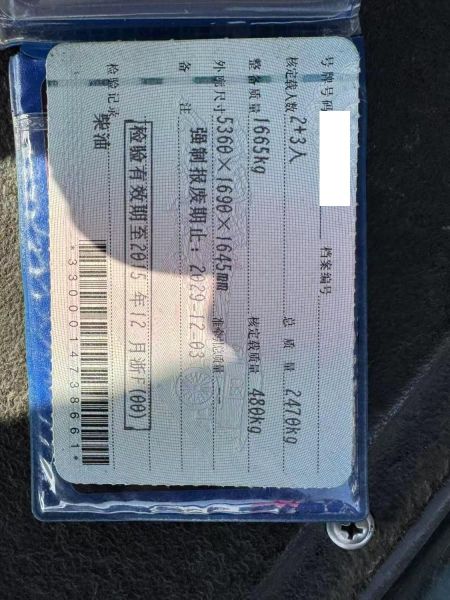 号牌号码 档案编号
核定载人数 2+3人 总质量 2470kg
整备质量 1665kg 核定载质量 480kg
外廓尺寸 5360×1690×1645mm 准牵引总质量 --
备注 强制报废期止: 2029-12-03
检验有效期至2015年12月浙F(00)
检验记录
柴油
*3300014738661*